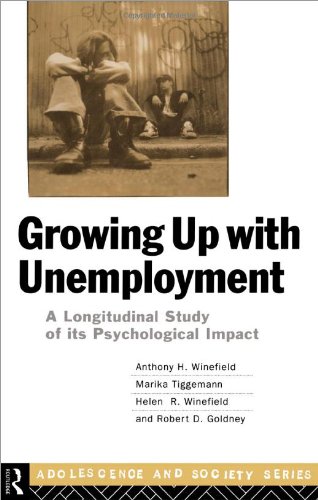 Growing Up with
Unemployment
A Longitudinal Study
of its Psychological Impact
Anthony H. Winefield
Marika Tiggemann
Helen R. Winefield
and Robert D. Goldney
ROUTLEDGE
ADOLESCENCE AND SOCIETY SERIES